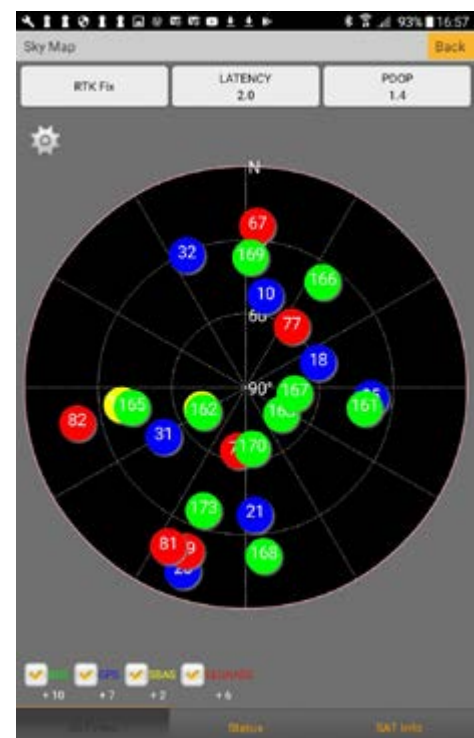 93% 16:57
Sky Map
Back
RTK Fix
LATENCY
2.0
PDOP
1.4
N
67
32
169
166
10
60°
77
18
90°
167
161
165
162
82
31
170
173
21
81
168
GPS
SBAS
+10
+7
+2
+6
Status
SAT Info